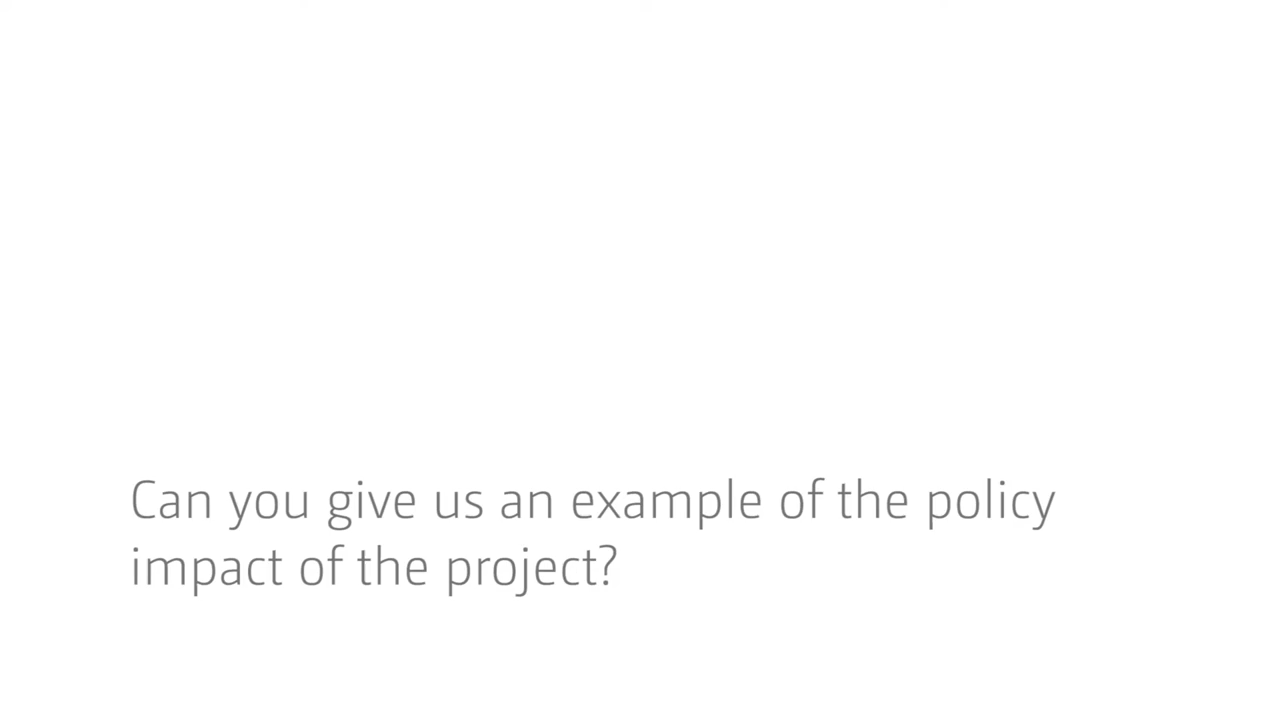 Can you give us an example of the policy
impact of the project?